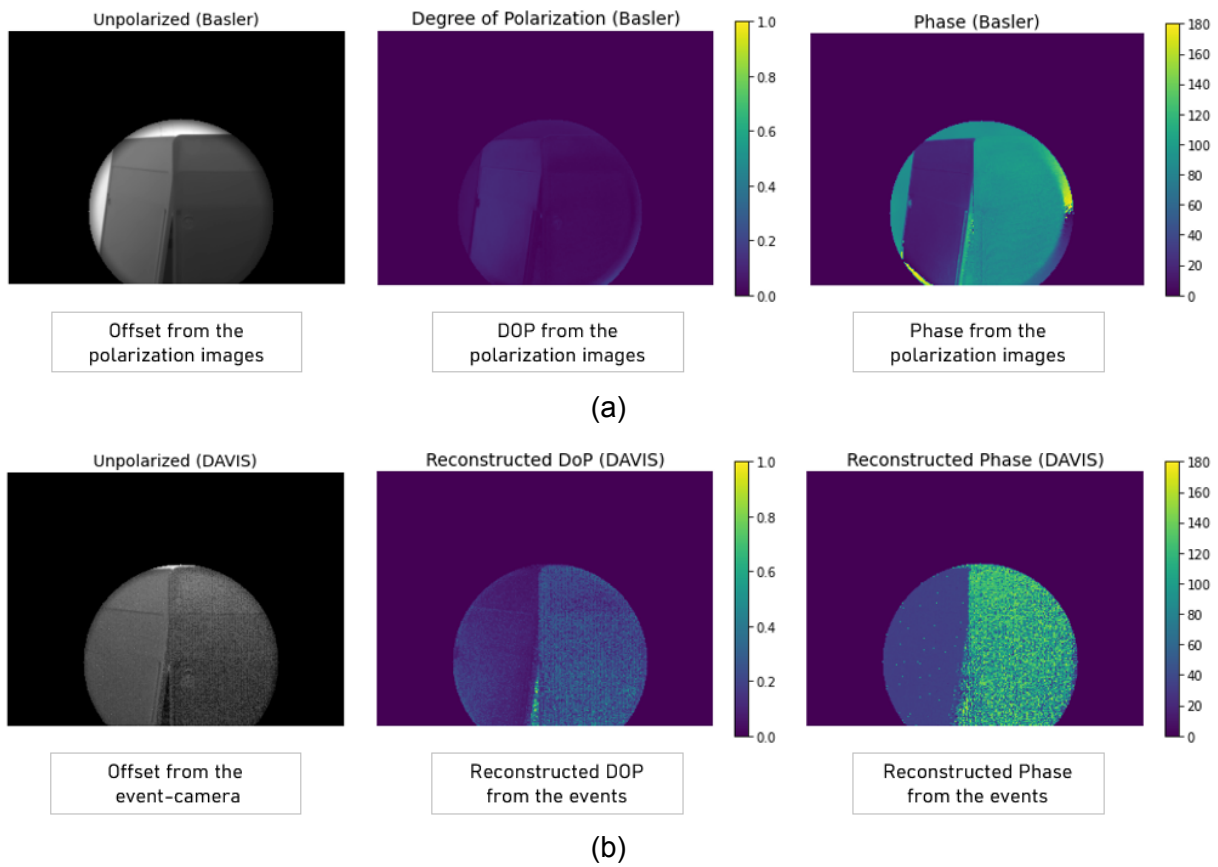 Unpolarized (Basler)
Degree of Polarization (Basler)
Phase (Basler)
1.0
0.8
0.6
0.4
0.2
0.0
180
160
140
120
100
80
60
40
20
0
Offset from the
polarization images
DOP from the
polarization images
Phase from the
polarization images
(a)
Unpolarized (DAVIS)
Reconstructed DoP (DAVIS)
Reconstructed Phase (DAVIS)
1.0
0.8
0.6
0.4
0.2
0.0
180
160
140
120
100
80
60
40
20
0
Offset from the
event-camera
Reconstructed DOP
from the events
Reconstructed Phase
from the events
(b)